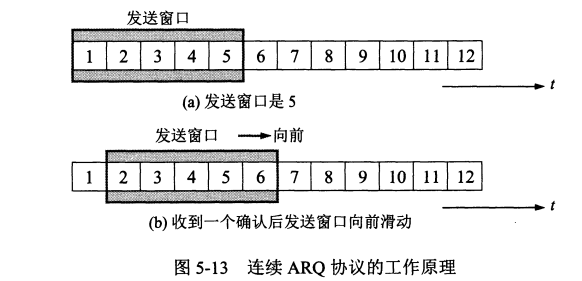 发送窗口
1 2 3 4 5 6 7 8 9 10 11 12
t
(a) 发送窗口是 5
发送窗口 向前
1 2 3 4 5 6 7 8 9 10 11 12
t
(b) 收到一个确认后发送窗口向前滑动
图 5-13 连续 ARQ 协议的工作原理